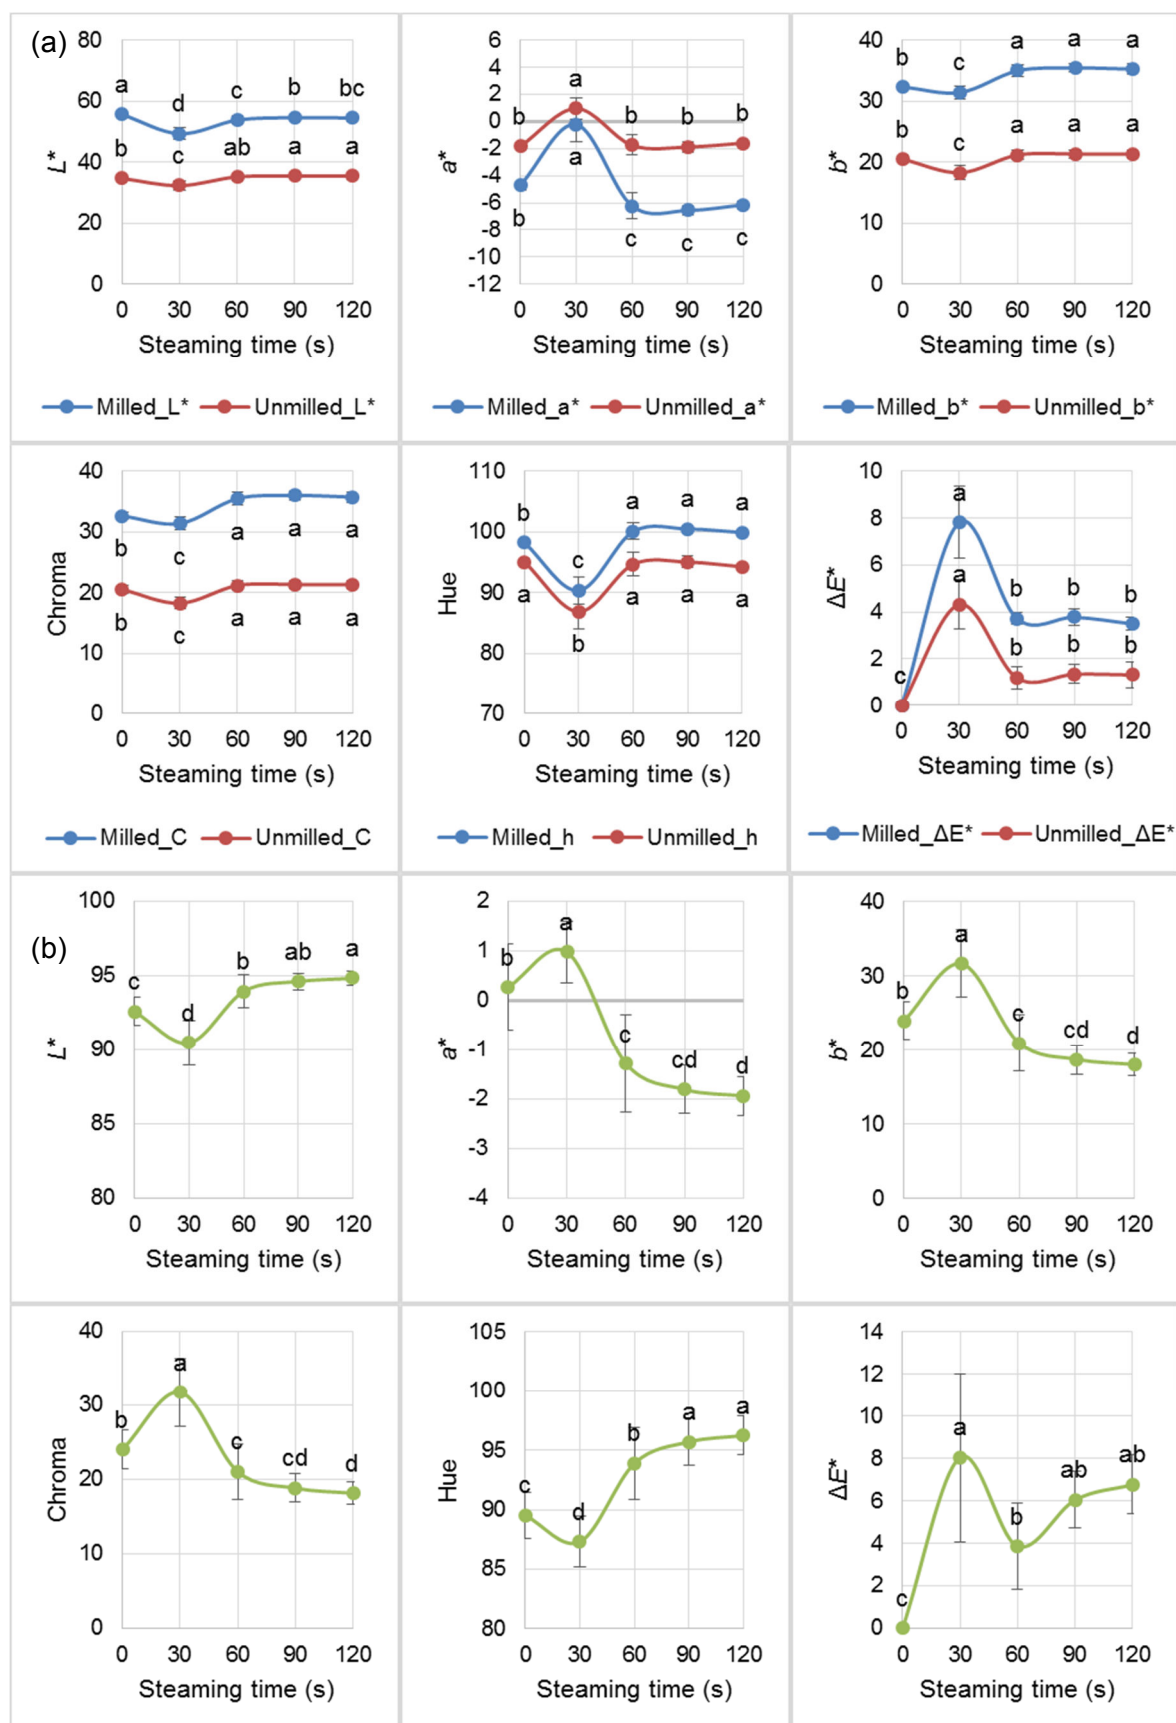 (a)
80
60
40
20
0
L*
a d c b bc
b c ab a a
0 30 60 90 120
Steaming time (s)
Milled_L* Unmilled_L*
6
4
2
0
-2
-4
-6
-8
-10
-12
a*
b a b b b
b a c c c
0 30 60 90 120
Steaming time (s)
Milled_a* Unmilled_a*
40
30
20
10
0
b*
b c a a a
b c a a a
0 30 60 90 120
Steaming time (s)
Milled_b* Unmilled_b*
40
30
20
10
0
Chroma
b c a a a
b c a a a
0 30 60 90 120
Steaming time (s)
Milled_C Unmilled_C
110
100
90
80
70
Hue
b c a a a
a b a a a
0 30 60 90 120
Steaming time (s)
Milled_h Unmilled_h
10
8
6
4
2
0
ΔE*
c a b b b
a b b b
0 30 60 90 120
Steaming time (s)
Milled_ΔE* Unmilled_ΔE*
(b)
100
95
90
85
80
L*
c d b ab a
0 30 60 90 120
Steaming time (s)
2
1
0
-1
-2
-3
-4
a*
b a c cd d
0 30 60 90 120
Steaming time (s)
40
30
20
10
0
b*
b a c cd d
0 30 60 90 120
Steaming time (s)
40
30
20
10
0
Chroma
b a c cd d
0 30 60 90 120
Steaming time (s)
105
100
95
90
85
80
Hue
c d b a a
0 30 60 90 120
Steaming time (s)
14
12
10
8
6
4
2
0
ΔE*
c a b ab ab
0 30 60 90 120
Steaming time (s)